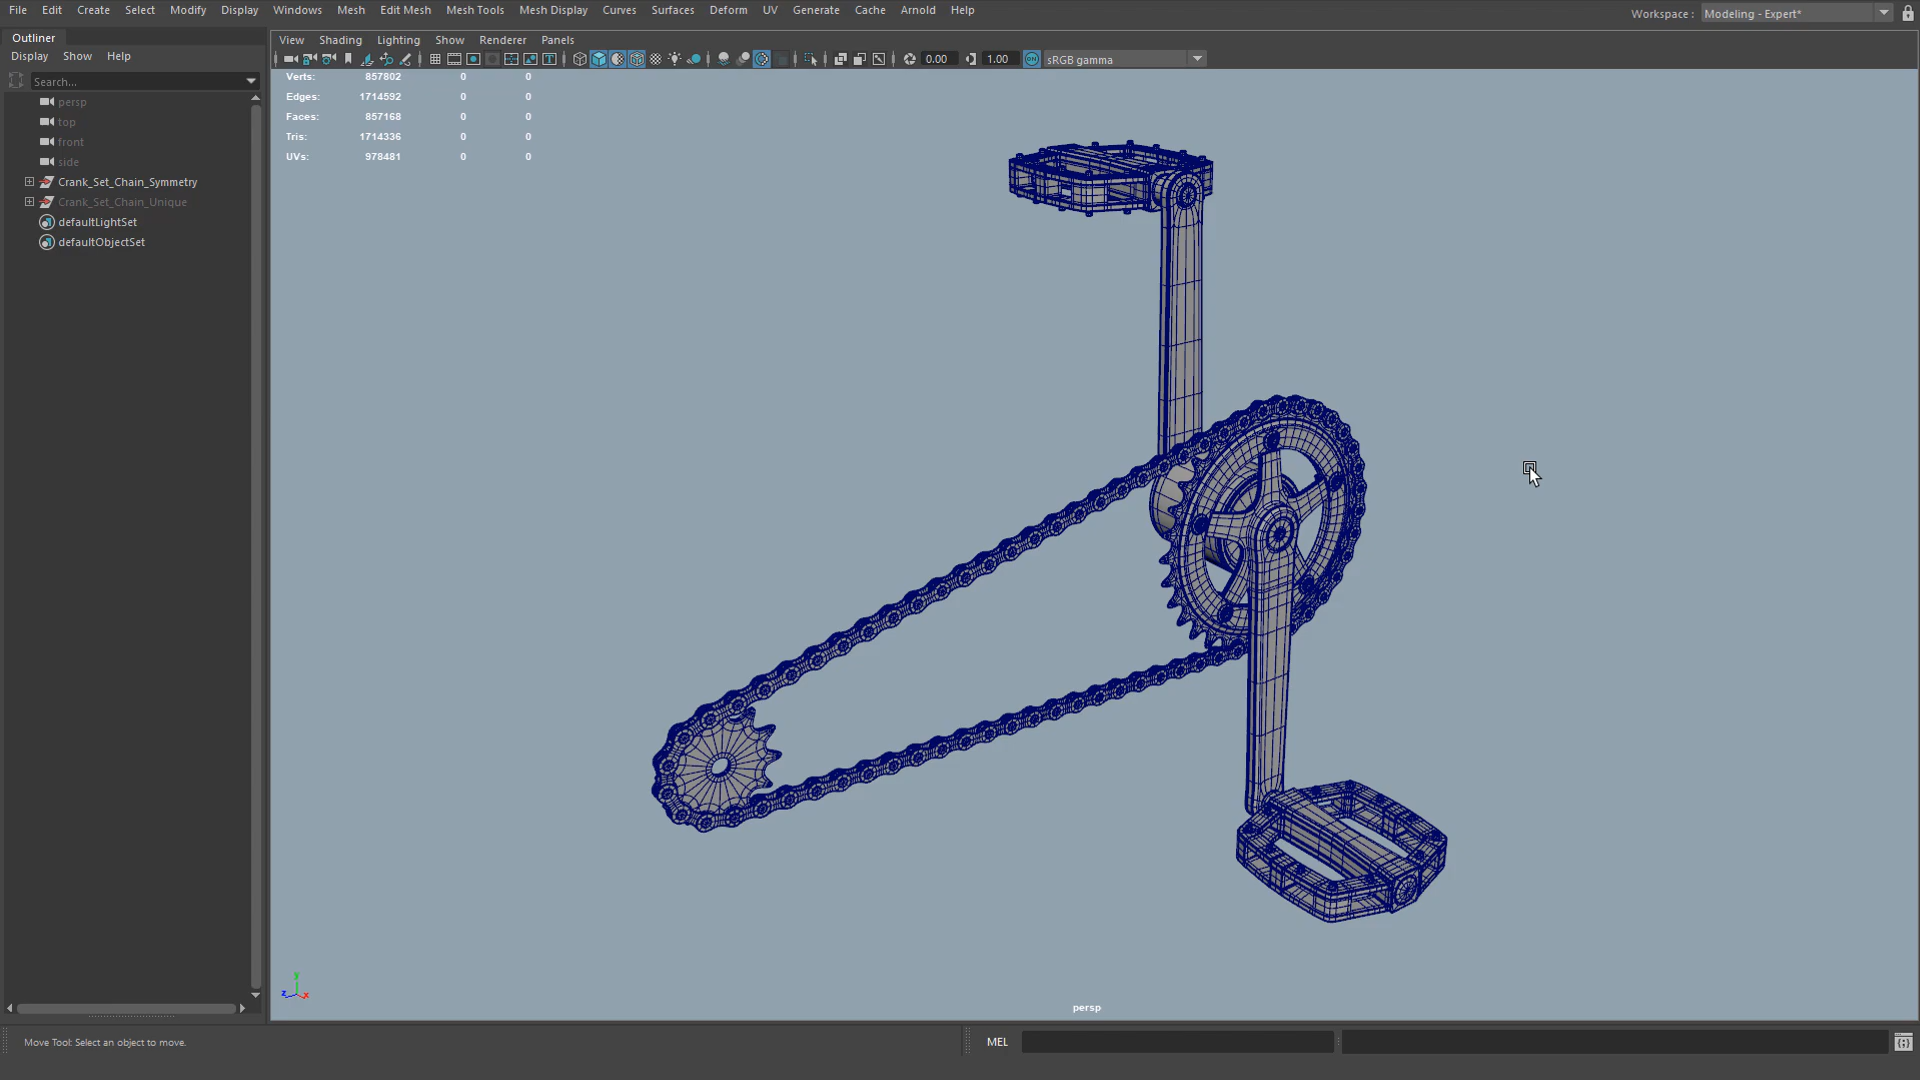 File Edit Create Select Modify Display Windows Mesh Edit Mesh Mesh Tools Mesh Display Curves Surfaces Deform UV Generate Cache Arnold Help
Workspace : Modeling - Expert*
Outliner
Display Show Help
Search...
persp
top
front
side
Crank_Set_Chain_Symmetry
Crank_Set_Chain_Unique
defaultLightSet
defaultObjectSet
View Shading Lighting Show Renderer Panels
0.00 1.00 ON sRGB gamma
Verts: 857802 0 0
Edges: 1714592 0 0
Faces: 857168 0 0
Tris: 1714336 0 0
UVs: 978481 0 0
y
z x
persp
Move Tool: Select an object to move.
MEL